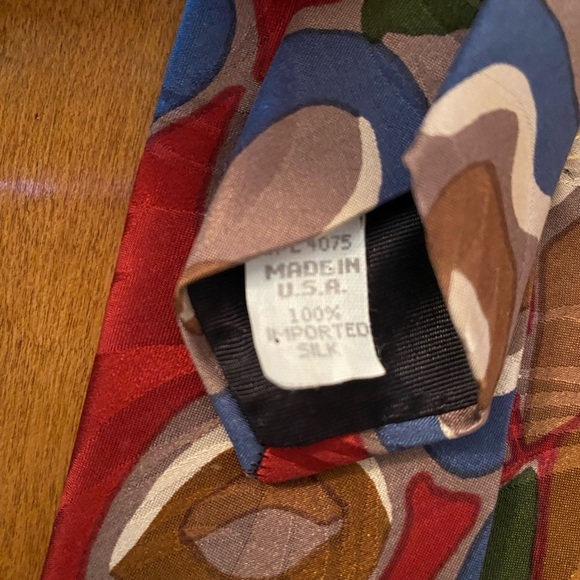 4075
MADE IN
U.S.A.
100%
IMPORTED
SILK